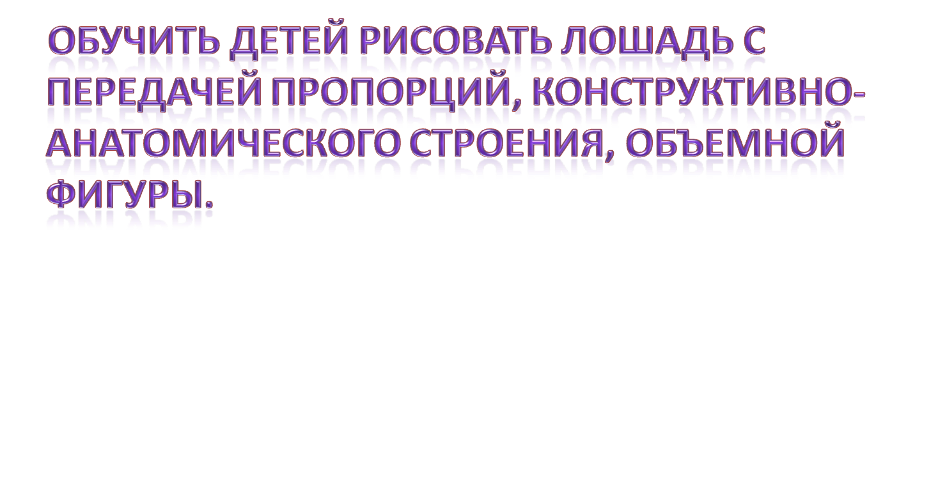 ОБУЧИТЬ ДЕТЕЙ РИСОВАТЬ ЛОШАДЬ С
ПЕРЕДАЧЕЙ ПРОПОРЦИЙ, КОНСТРУКТИВНО-
АНАТОМИЧЕСКОГО СТРОЕНИЯ, ОБЪЕМНОЙ
ФИГУРЫ.